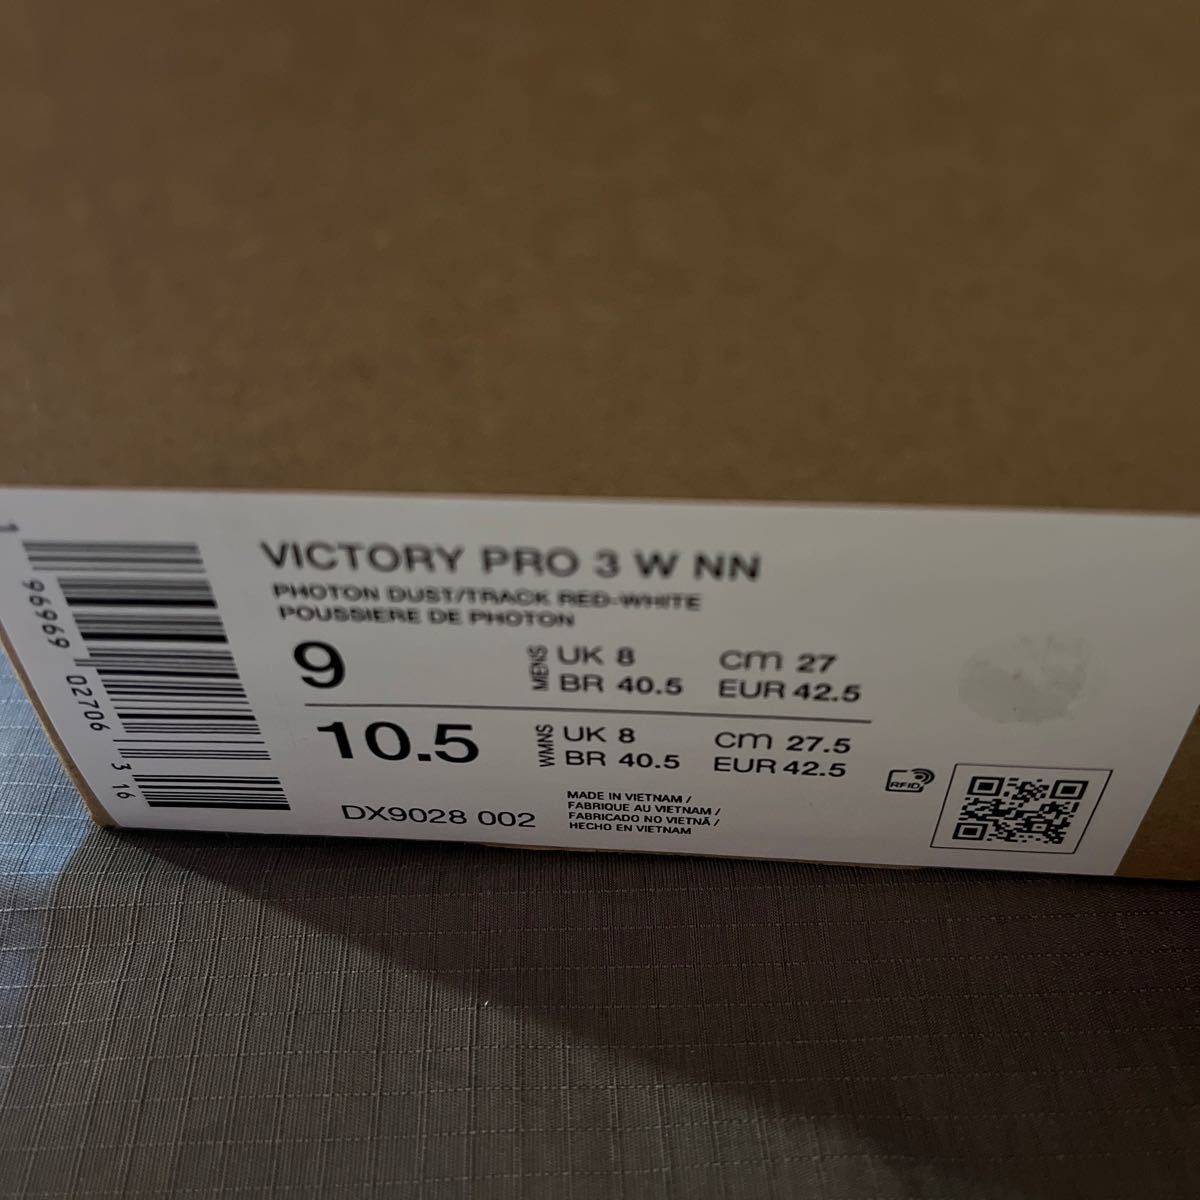 VICTORY PRO 3 W NN
PHOTON DUST/TRACK RED-WHITE
POUSSIERE DE PHOTON
9 MENS UK 8 cm 27
BR 40.5 EUR 42.5
10.5 WMNS UK 8 cm 27.5
BR 40.5 EUR 42.5
DX9028 002
MADE IN VIETNAM /
FABRIQUE AU VIETNAM /
FABRICADO NO VIETNÃ /
HECHO EN VIETNAM
RFID
1 96969 02706 3 16